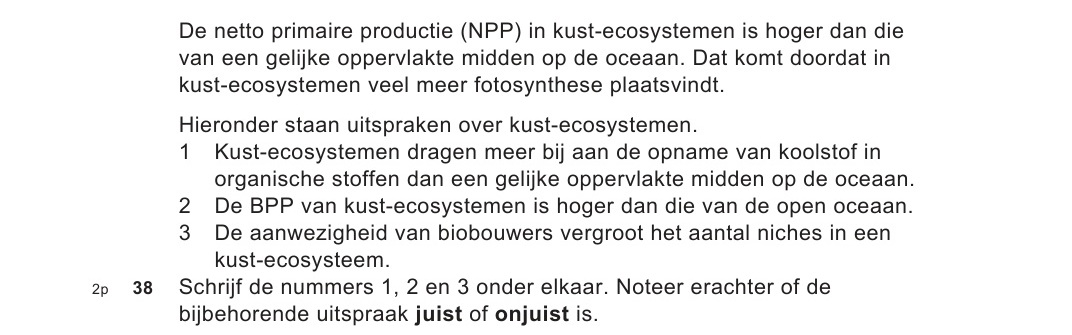 De netto primaire productie (NPP) in kust-ecosystemen is hoger dan die
van een gelijke oppervlakte midden op de oceaan. Dat komt doordat in
kust-ecosystemen veel meer fotosynthese plaatsvindt.
Hieronder staan uitspraken over kust-ecosystemen.
1 Kust-ecosystemen dragen meer bij aan de opname van koolstof in
organische stoffen dan een gelijke oppervlakte midden op de oceaan.
2 De BPP van kust-ecosystemen is hoger dan die van de open oceaan.
3 De aanwezigheid van biobouwers vergroot het aantal niches in een
kust-ecosysteem.
2p 38 Schrijf de nummers 1, 2 en 3 onder elkaar. Noteer erachter of de
bijbehorende uitspraak juist of onjuist is.